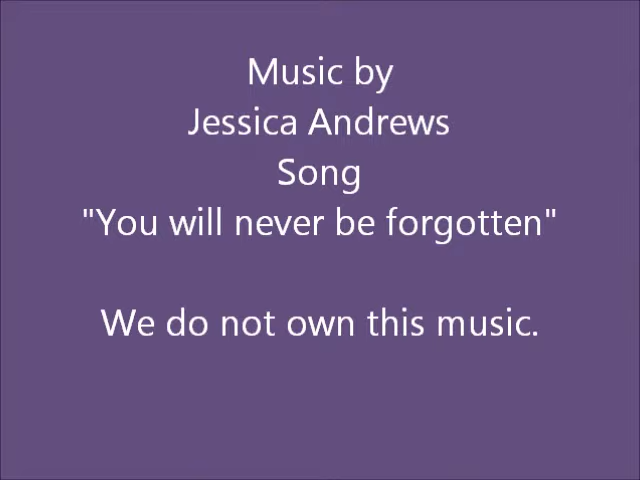 Music by
Jessica Andrews
Song
"You will never be forgotten"
We do not own this music.